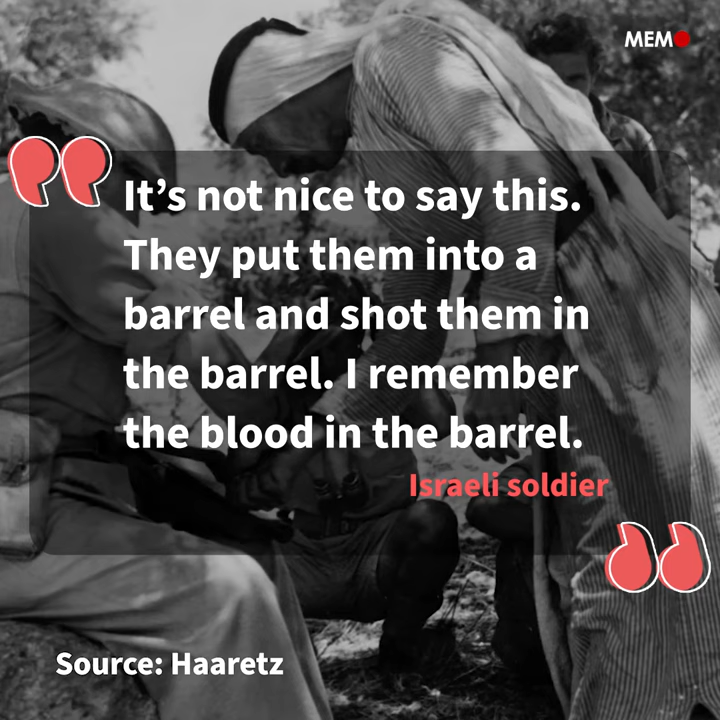 MEMO
It’s not nice to say this.
They put them into a
barrel and shot them in
the barrel. I remember
the blood in the barrel.
Israeli soldier
Source: Haaretz